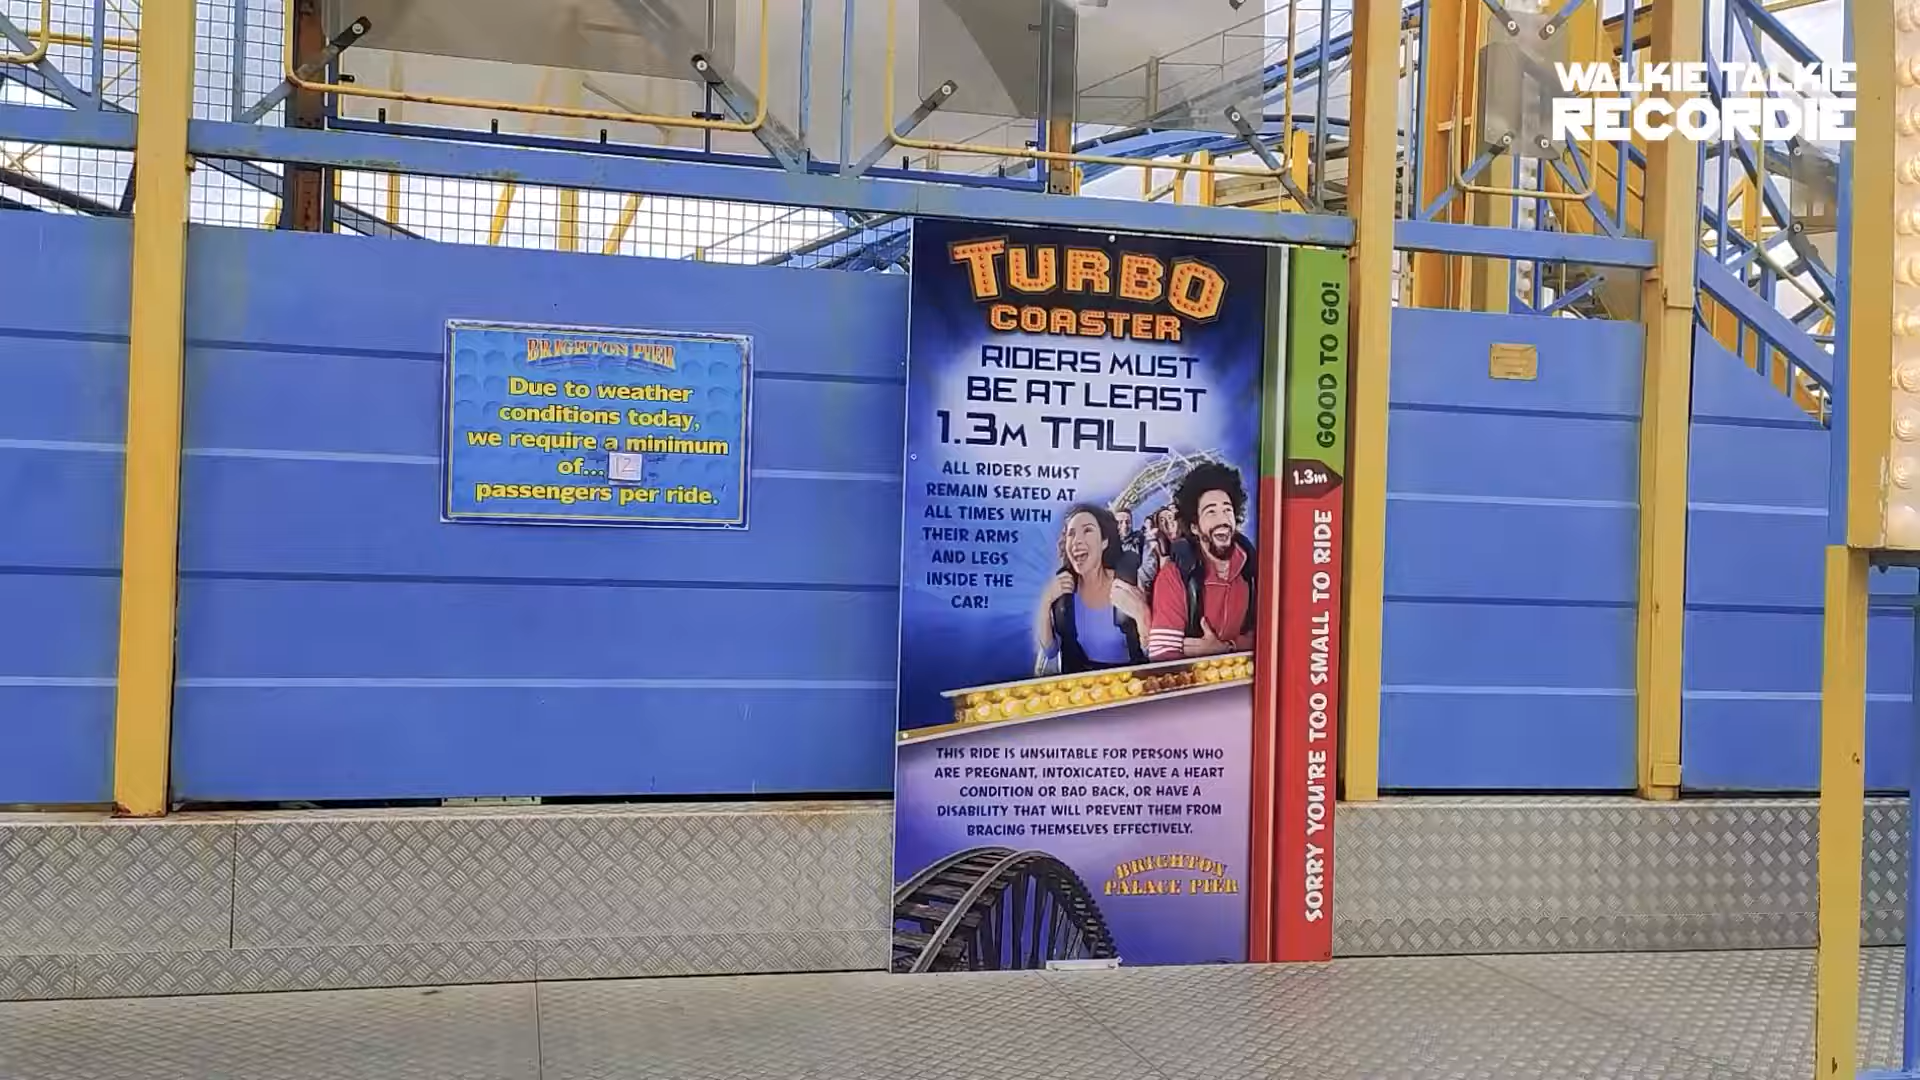 WALKIE TALKIE
RECORDIE
BRIGHTON PIER
Due to weather
conditions today,
we require a minimum
of... 12
passengers per ride.
TURBO
COASTER
RIDERS MUST
BE AT LEAST
1.3M TALL
ALL RIDERS MUST
REMAIN SEATED AT
ALL TIMES WITH
THEIR ARMS
AND LEGS
INSIDE THE
CAR!
THIS RIDE IS UNSUITABLE FOR PERSONS WHO
ARE PREGNANT, INTOXICATED, HAVE A HEART
CONDITION OR BAD BACK, OR HAVE A
DISABILITY THAT WILL PREVENT THEM FROM
BRACING THEMSELVES EFFECTIVELY.
BRIGHTON
PALACE PIER
GOOD TO GO!
1.3m
SORRY YOU'RE TOO SMALL TO RIDE